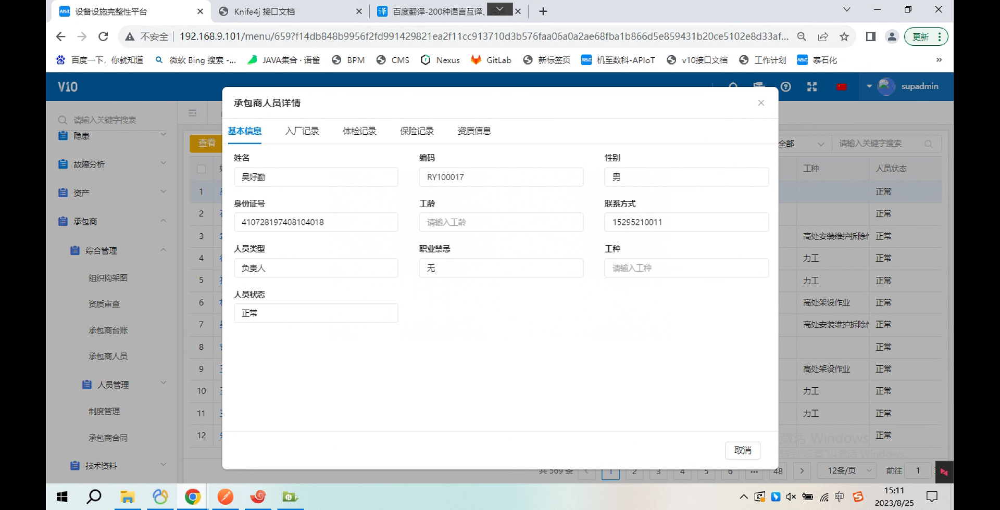 设备设施完整性平台
Knife4j 接口文档
百度翻译-200种语言互译、
不安全
192.168.9.101/menu/659?f14db848b9956f2fd991429821ea2f11cc913710d3b576faa06a0a2ae68fba1b866d5e859431b20ce5102e8d33af...
更新
百度一下，你就知道
微软 Bing 搜索 -...
JAVA集合 · 语雀
BPM
CMS
Nexus
GitLab
新标签页
机至数科-APIoT
v10接口文档
工作计划
泰石化
V10
supadmin
请输入关键字搜索
隐患
故障分析
资产
承包商
综合管理
组织构架图
资质审查
承包商台账
承包商人员
人员管理
制度管理
承包商合同
技术资料
查看
全部
请输入关键字搜索
工种 人员状态
1 正常
2 正常
3 高处安装维护拆除 正常
4 力工 正常
5 力工 正常
6 高处架设作业 正常
7 高处安装维护拆除 正常
8 正常
9 高处架设作业 正常
10 力工 正常
11 力工 正常
12 正常
承包商人员详情
基本信息 入厂记录 体检记录 保险记录 资质信息
姓名 编码 性别
吴好勤 RY100017 男
身份证号 工龄 联系方式
410728197408104018 请输入工龄 15295210011
人员类型 职业禁忌 工种
负责人 无 请输入工种
人员状态
正常
取消
激活 Windows
转到"设置"以激活 Windows。
共 569 条 1 2 3 4 5 6 ... 48 12条/页 前往 1
中
15:11
2023/8/25